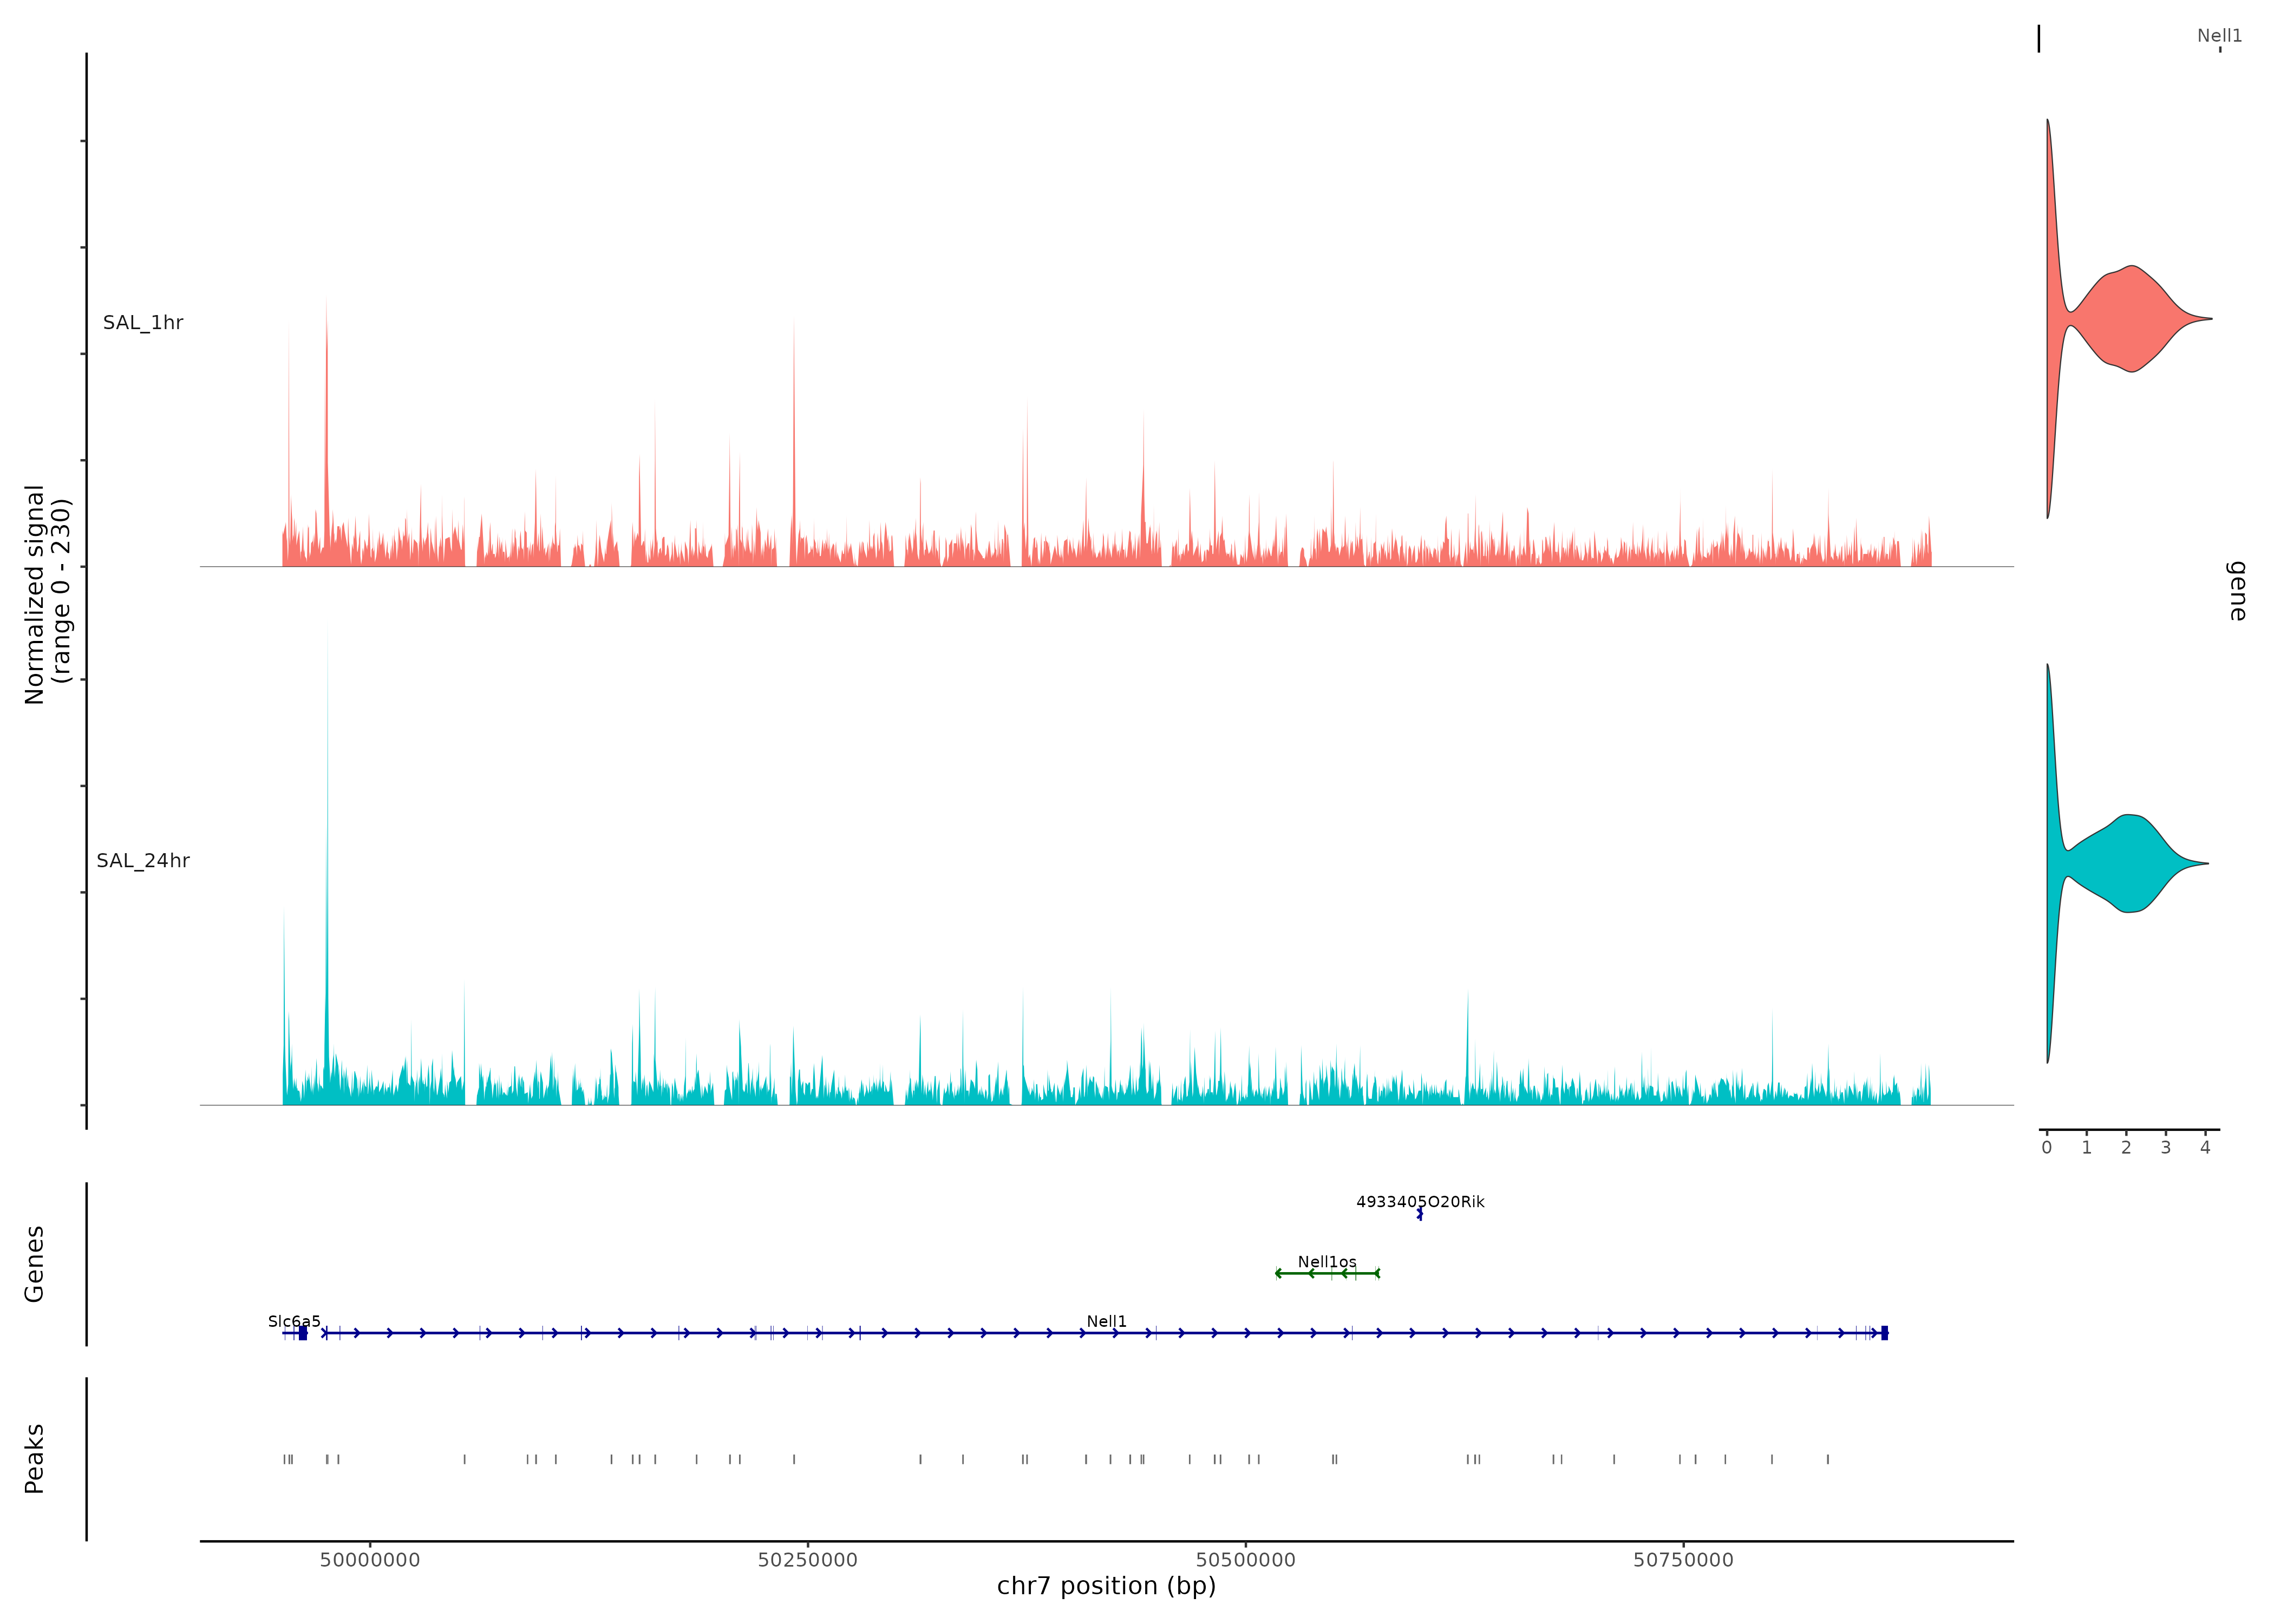 Nell1
Normalized signal
(range 0 - 230)
SAL_1hr
SAL_24hr
gene
0 1 2 3 4
Genes
4933405O20Rik
Nell1os
Slc6a5 Nell1
Peaks
50000000 50250000 50500000 50750000
chr7 position (bp)